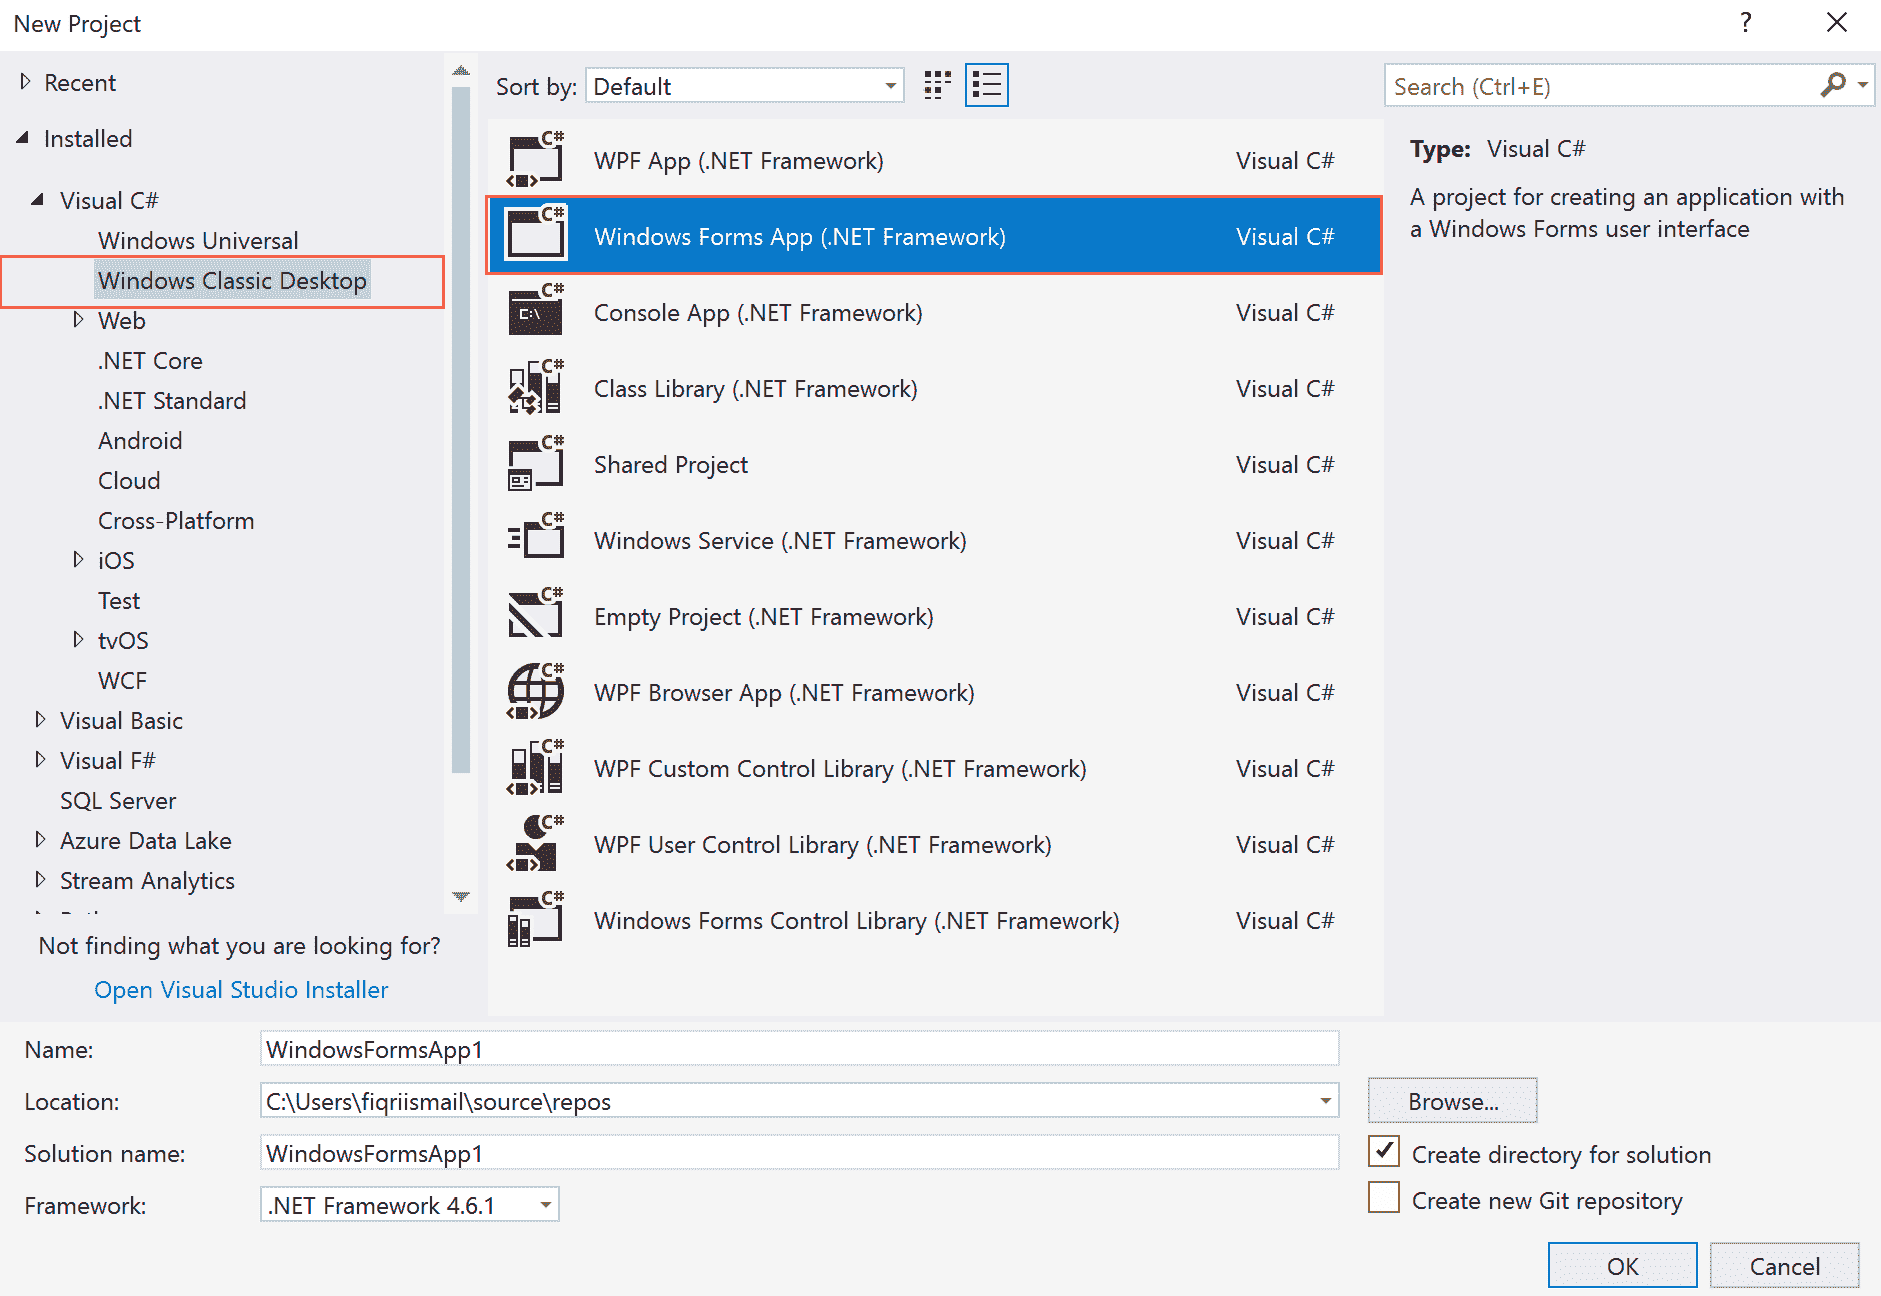 New Project
?
Recent
Installed
Visual C#
Windows Universal
Windows Classic Desktop
Web
.NET Core
.NET Standard
Android
Cloud
Cross-Platform
iOS
Test
tvOS
WCF
Visual Basic
Visual F#
SQL Server
Azure Data Lake
Stream Analytics
Not finding what you are looking for?
Open Visual Studio Installer
Sort by: Default
C# WPF App (.NET Framework) Visual C#
C# Windows Forms App (.NET Framework) Visual C#
C# C:\ Console App (.NET Framework) Visual C#
C# Class Library (.NET Framework) Visual C#
C# Shared Project Visual C#
C# Windows Service (.NET Framework) Visual C#
C# Empty Project (.NET Framework) Visual C#
C# WPF Browser App (.NET Framework) Visual C#
C# WPF Custom Control Library (.NET Framework) Visual C#
C# WPF User Control Library (.NET Framework) Visual C#
C# Windows Forms Control Library (.NET Framework) Visual C#
Search (Ctrl+E)
Type: Visual C#
A project for creating an application with
a Windows Forms user interface
Name: WindowsFormsApp1
Location: C:\Users\fiqriismail\source\repos
Browse...
Solution name: WindowsFormsApp1
Create directory for solution
Framework: .NET Framework 4.6.1
Create new Git repository
OK
Cancel